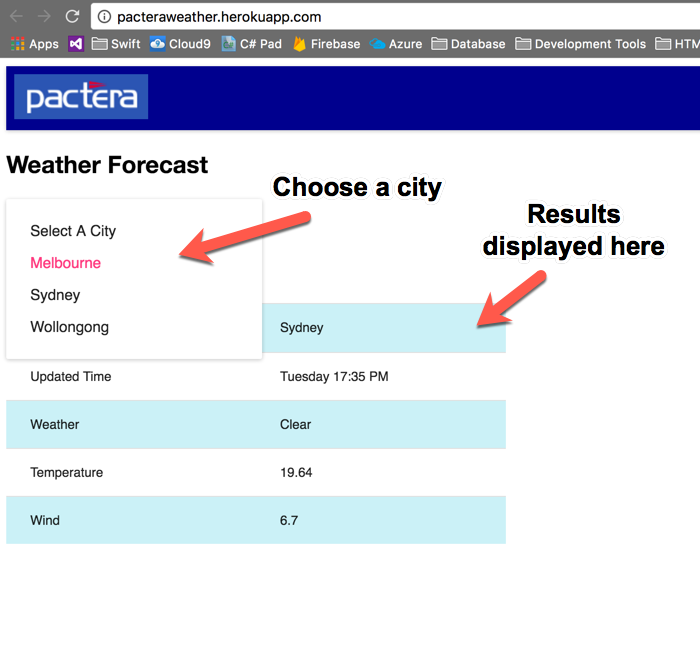 pacteraweather.herokuapp.com
Apps Swift Cloud9 C# Pad Firebase Azure Database Development Tools HTM
pactera
Weather Forecast
Choose a city
Select A City
Melbourne
Sydney
Wollongong
Results
displayed here
Sydney
Updated Time Tuesday 17:35 PM
Weather Clear
Temperature 19.64
Wind 6.7